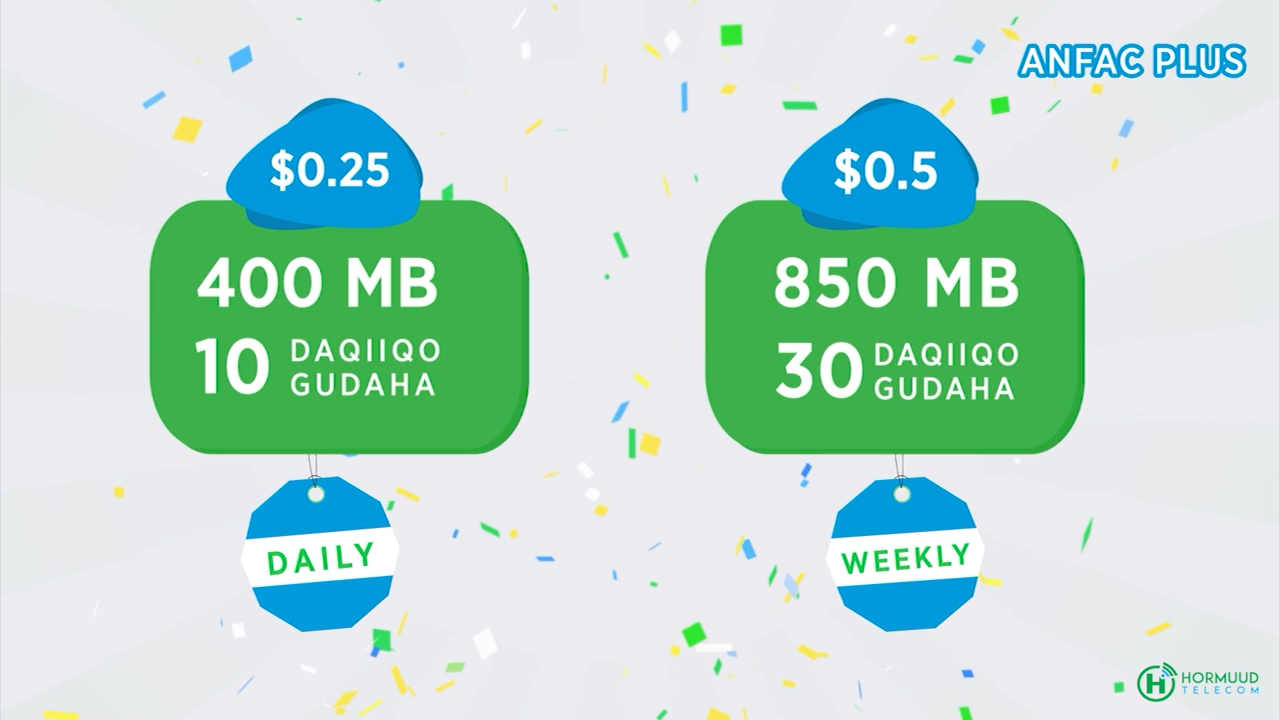 ANFAC PLUS
$0.25
400 MB
10 DAQIIQO
GUDAHA
DAILY
$0.5
850 MB
30 DAQIIQO
GUDAHA
WEEKLY
HORMUUD
TELECOM